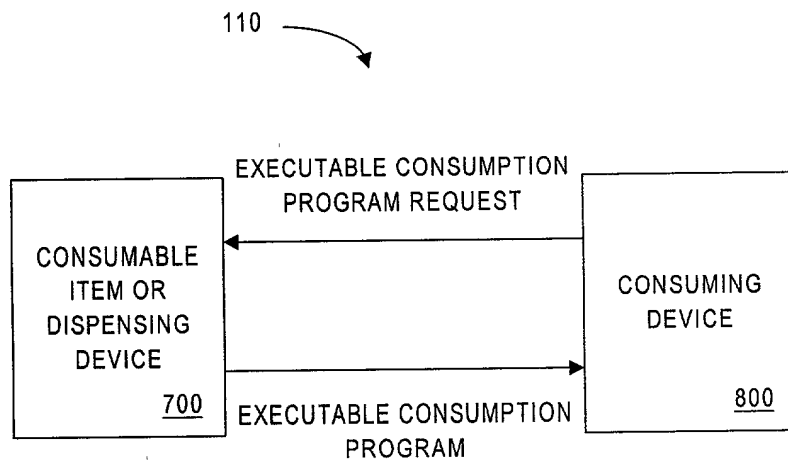 110
EXECUTABLE CONSUMPTION
PROGRAM REQUEST
CONSUMABLE
ITEM OR
DISPENSING
DEVICE
700
CONSUMING
DEVICE
800
EXECUTABLE CONSUMPTION
PROGRAM